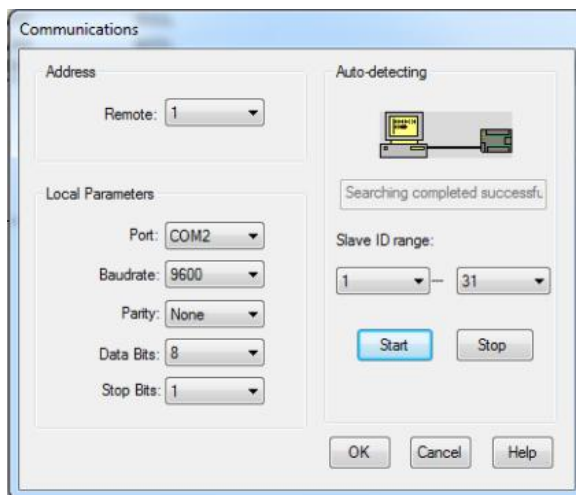 Communications
Address
Remote: 1
Local Parameters
Port: COM2
Baudrate: 9600
Parity: None
Data Bits: 8
Stop Bits: 1
Auto-detecting
Searching completed successfu
Slave ID range:
1 --- 31
Start Stop
OK Cancel Help